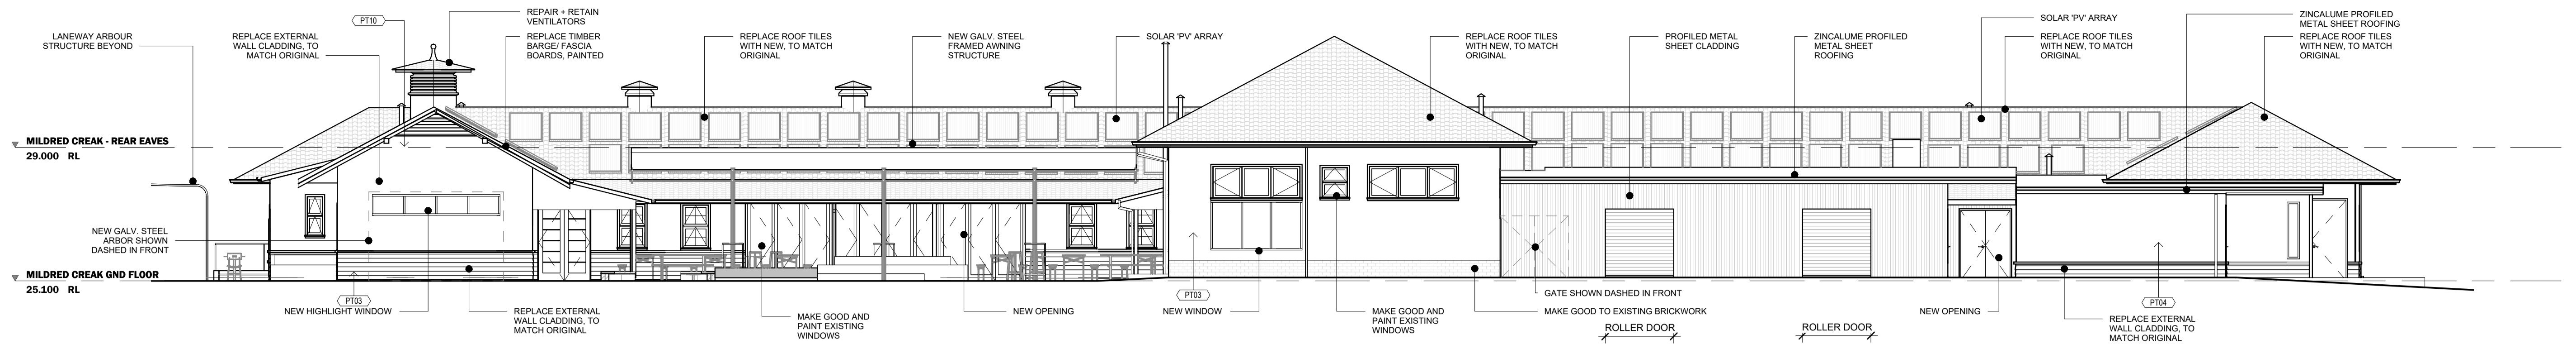 PT10
REPAIR + RETAIN
VENTILATORS
LANEWAY ARBOUR
STRUCTURE BEYOND
REPLACE EXTERNAL
WALL CLADDING, TO
MATCH ORIGINAL
REPLACE TIMBER
BARGE/ FASCIA
BOARDS, PAINTED
REPLACE ROOF TILES
WITH NEW, TO MATCH
ORIGINAL
NEW GALV. STEEL
FRAMED AWNING
STRUCTURE
SOLAR 'PV' ARRAY
REPLACE ROOF TILES
WITH NEW, TO MATCH
ORIGINAL
PROFILED METAL
SHEET CLADDING
ZINCALUME PROFILED
METAL SHEET
ROOFING
SOLAR 'PV' ARRAY
REPLACE ROOF TILES
WITH NEW, TO MATCH
ORIGINAL
ZINCALUME PROFILED
METAL SHEET ROOFING
REPLACE ROOF TILES
WITH NEW, TO MATCH
ORIGINAL
MILDRED CREAK - REAR EAVES
29.000 RL
NEW GALV. STEEL
ARBOR SHOWN
DASHED IN FRONT
MILDRED CREAK GND FLOOR
25.100 RL
PT03
NEW HIGHLIGHT WINDOW
REPLACE EXTERNAL
WALL CLADDING, TO
MATCH ORIGINAL
MAKE GOOD AND
PAINT EXISTING
WINDOWS
NEW OPENING
PT03
NEW WINDOW
MAKE GOOD AND
PAINT EXISTING
WINDOWS
GATE SHOWN DASHED IN FRONT
MAKE GOOD TO EXISTING BRICKWORK
ROLLER DOOR
ROLLER DOOR
NEW OPENING
PT04
REPLACE EXTERNAL
WALL CLADDING, TO
MATCH ORIGINAL